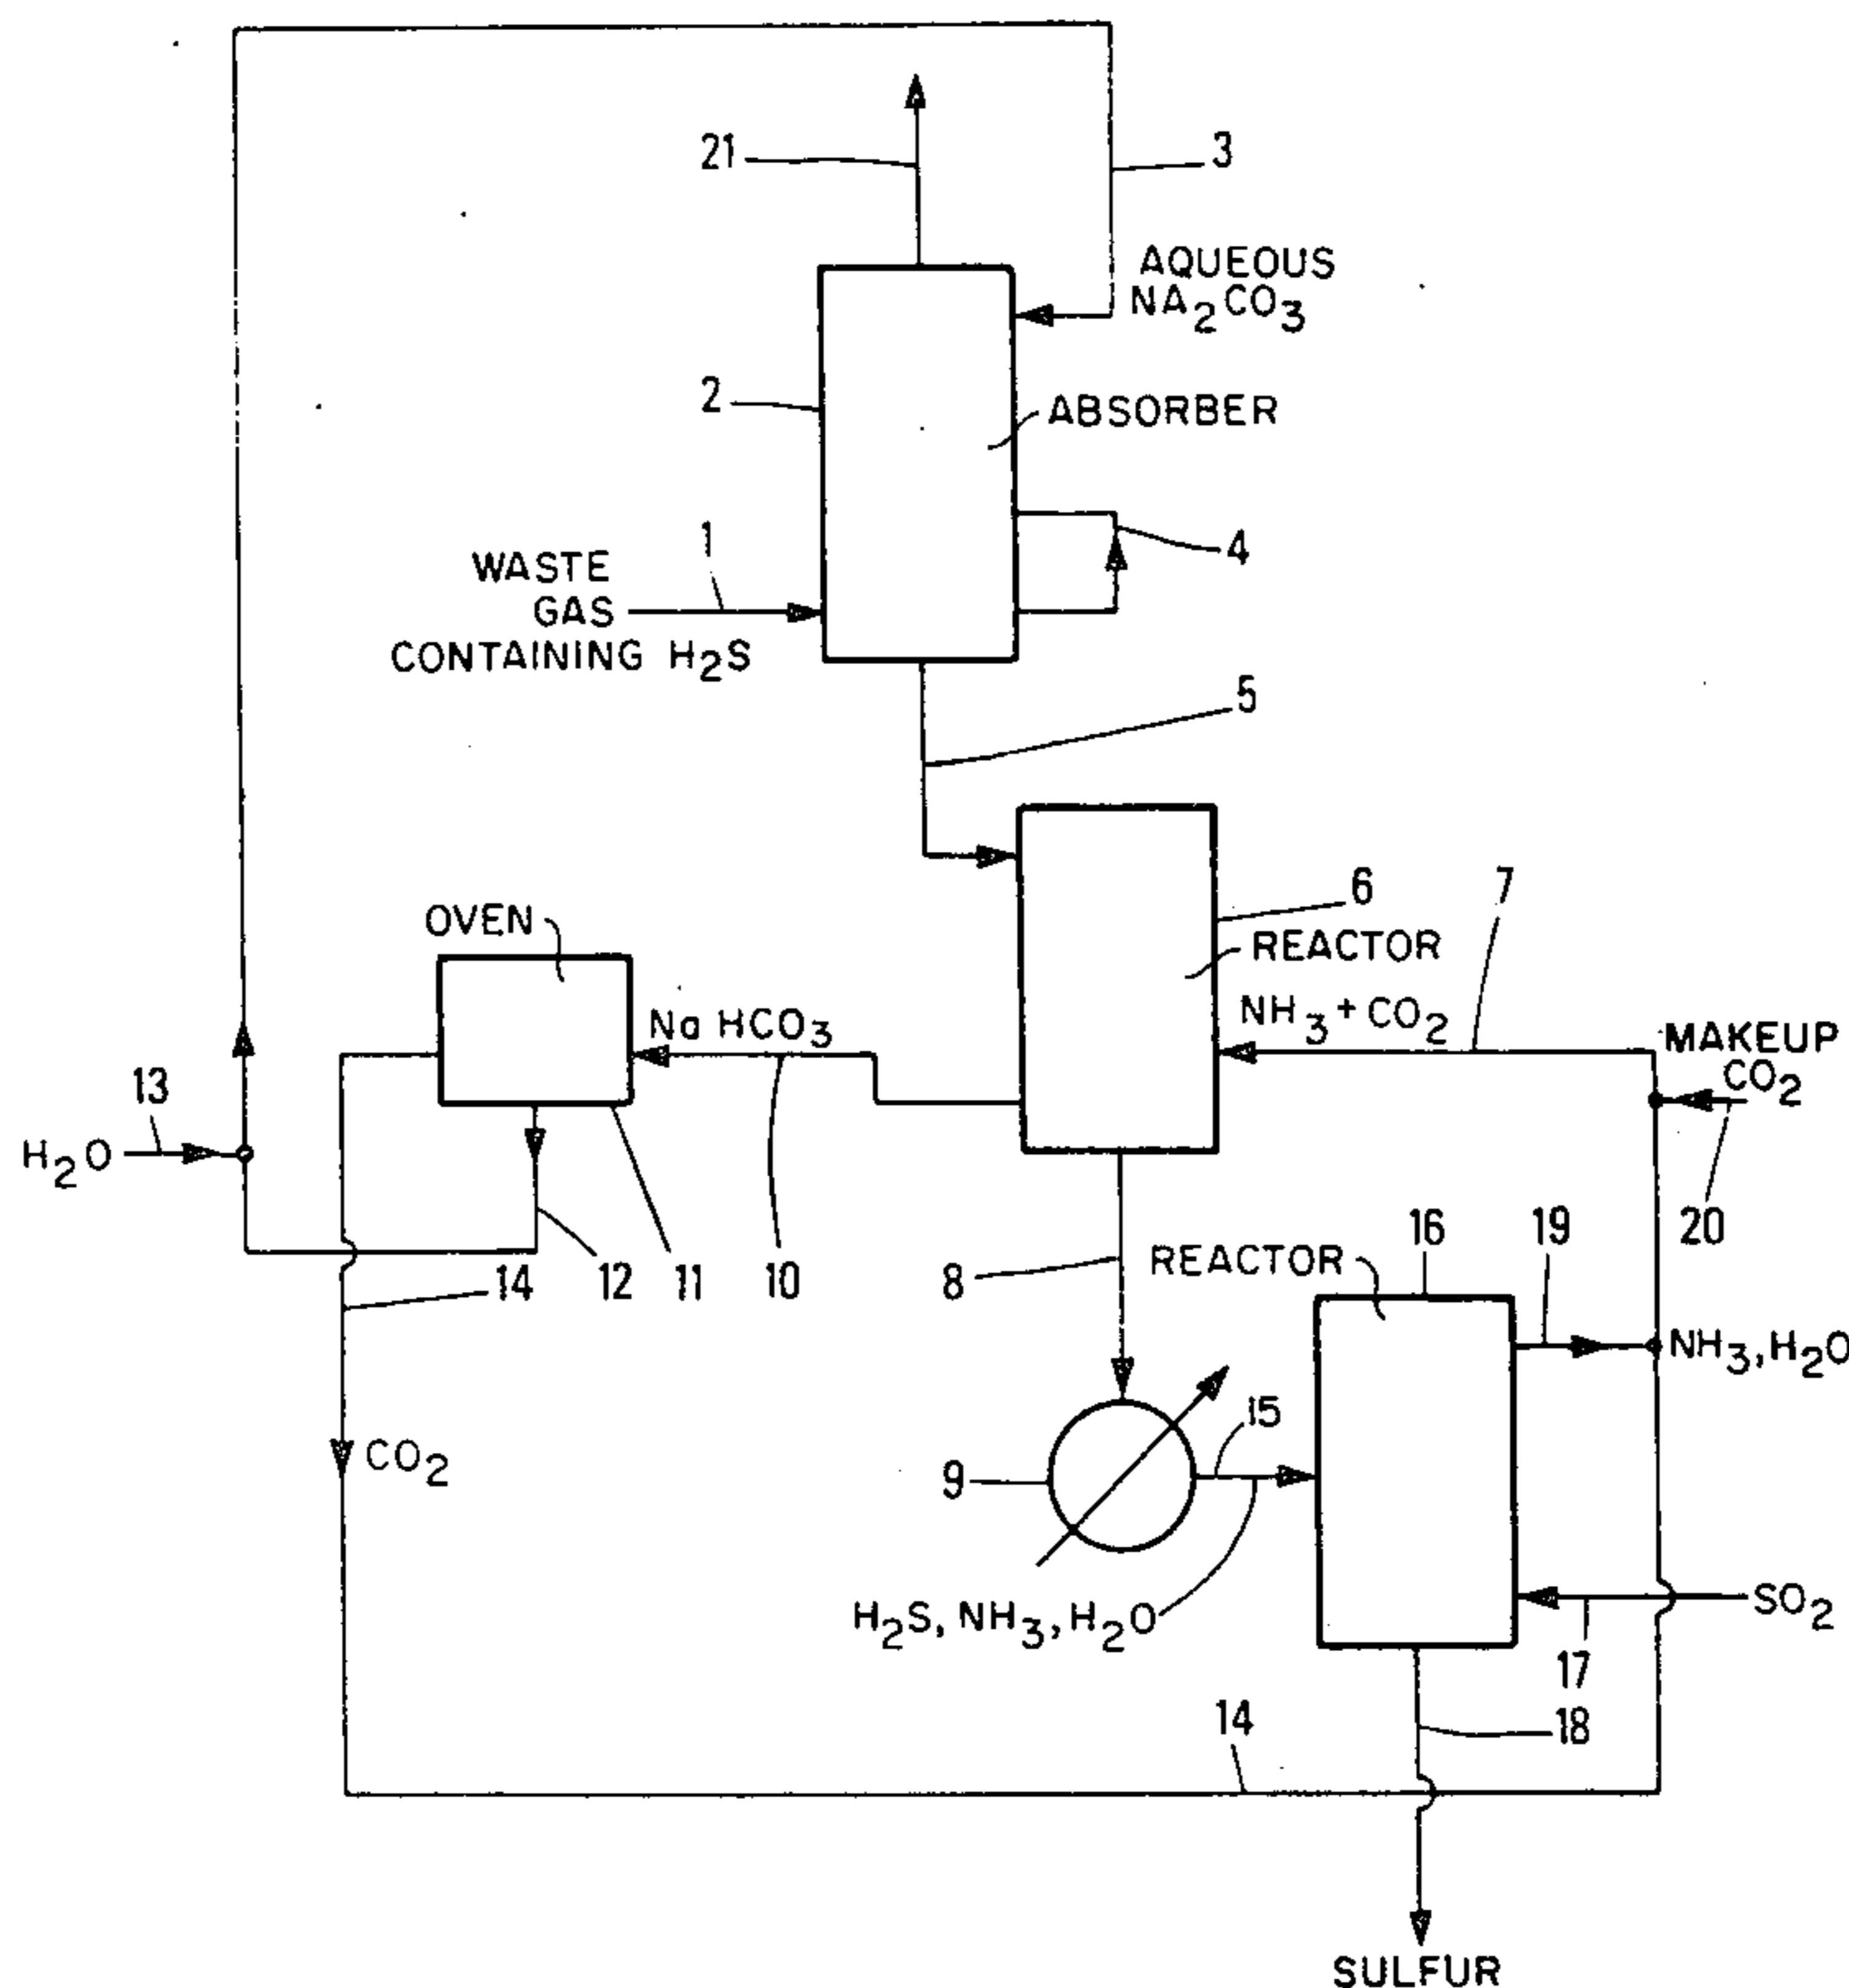 21
3
AQUEOUS
NA₂CO₃
2
ABSORBER
1
4
WASTE
GAS
CONTAINING H₂S
5
6
7
OVEN
REACTOR
Na HCO₃
NH₃ + CO₂
MAKEUP
CO₂
13
H₂O
20
14
12
11
10
8
REACTOR
16
19
NH₃, H₂O
CO₂
15
9
H₂S, NH₃, H₂O
SO₂
17
14
18
SULFUR